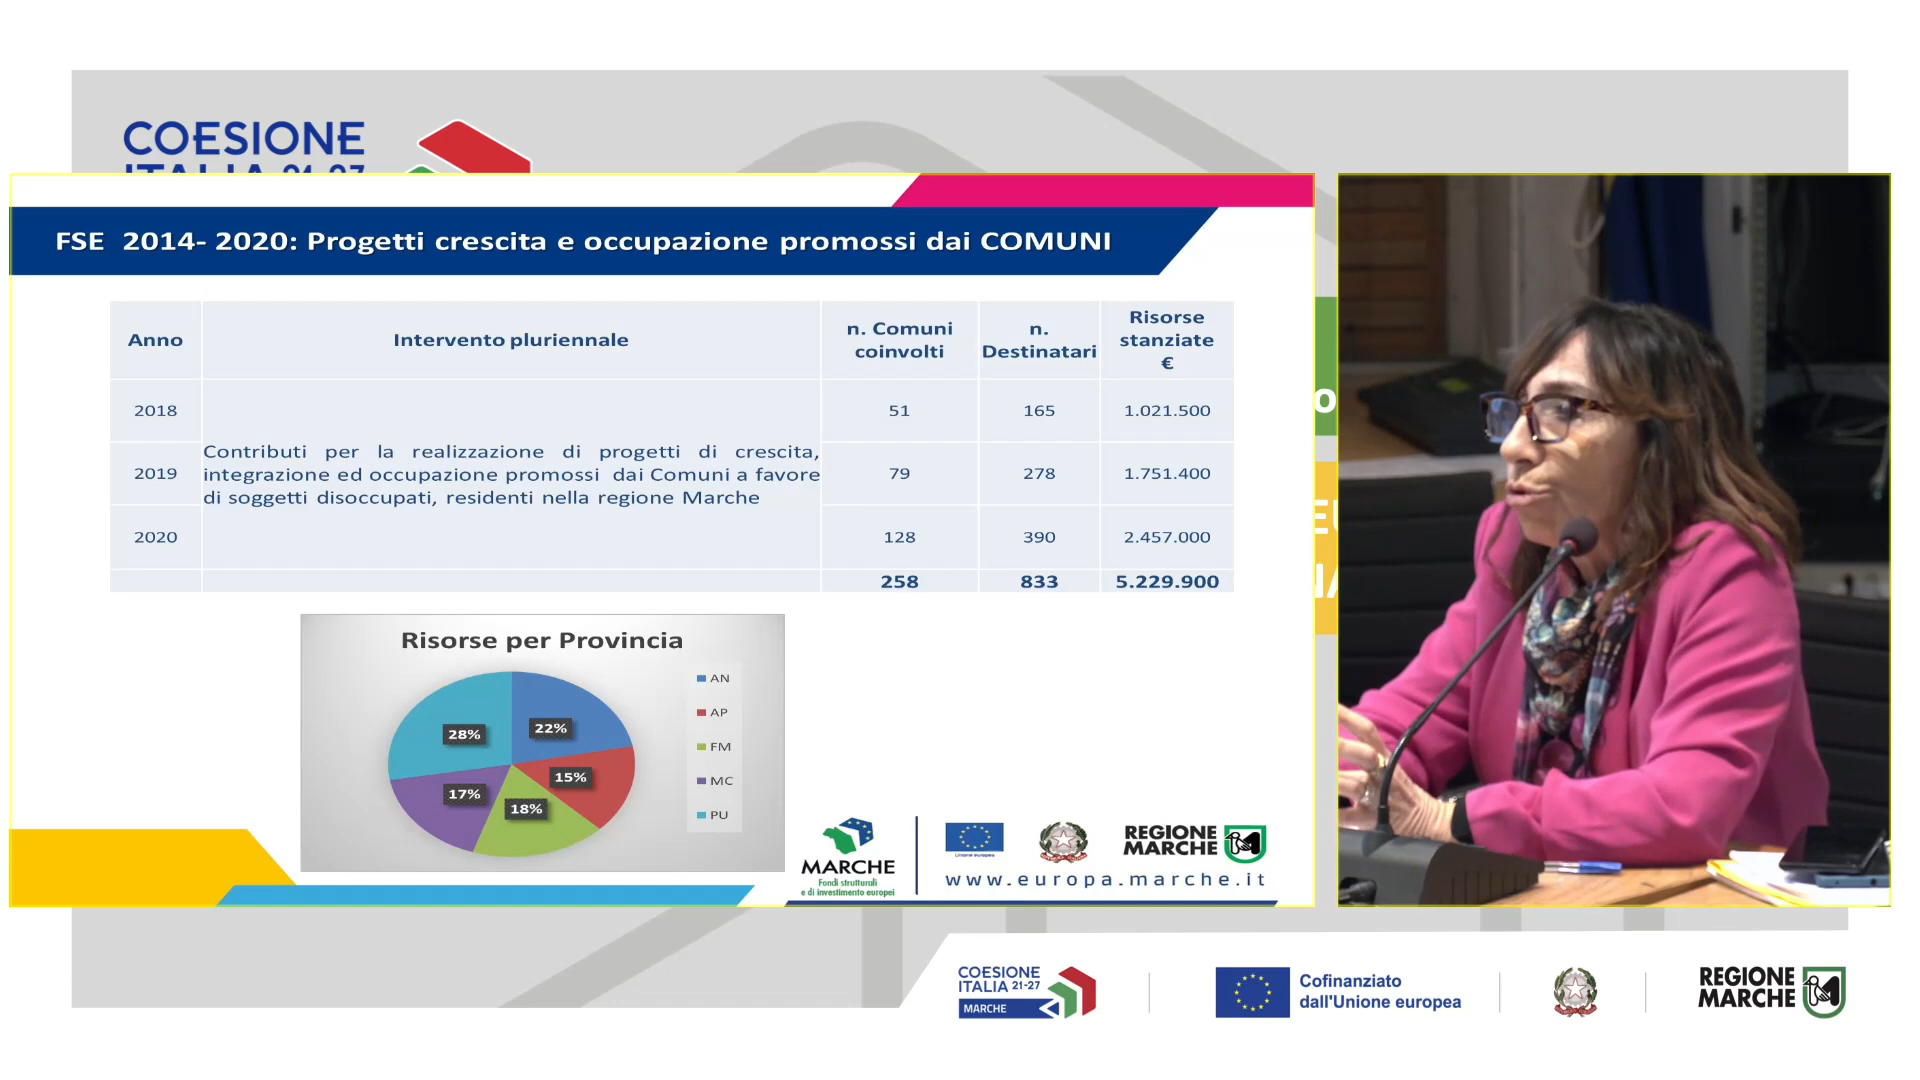 COESIONE
ITALIA 21-27
FSE 2014- 2020: Progetti crescita e occupazione promossi dai COMUNI
Anno
Intervento pluriennale
n. Comuni
coinvolti
n.
Destinatari
Risorse
stanziate
€
2018
51
165
1.021.500
Contributi per la realizzazione di progetti di crescita,
integrazione ed occupazione promossi dai Comuni a favore
di soggetti disoccupati, residenti nella regione Marche
2019
79
278
1.751.400
2020
128
390
2.457.000
258
833
5.229.900
Risorse per Provincia
22%
15%
18%
17%
28%
AN
AP
FM
MC
PU
MARCHE
Fondi strutturali
e di investimento europei
Unione europea
REGIONE
MARCHE
www.europa.marche.it
COESIONE
ITALIA 21-27
MARCHE
Cofinanziato
dall'Unione europea
REGIONE
MARCHE